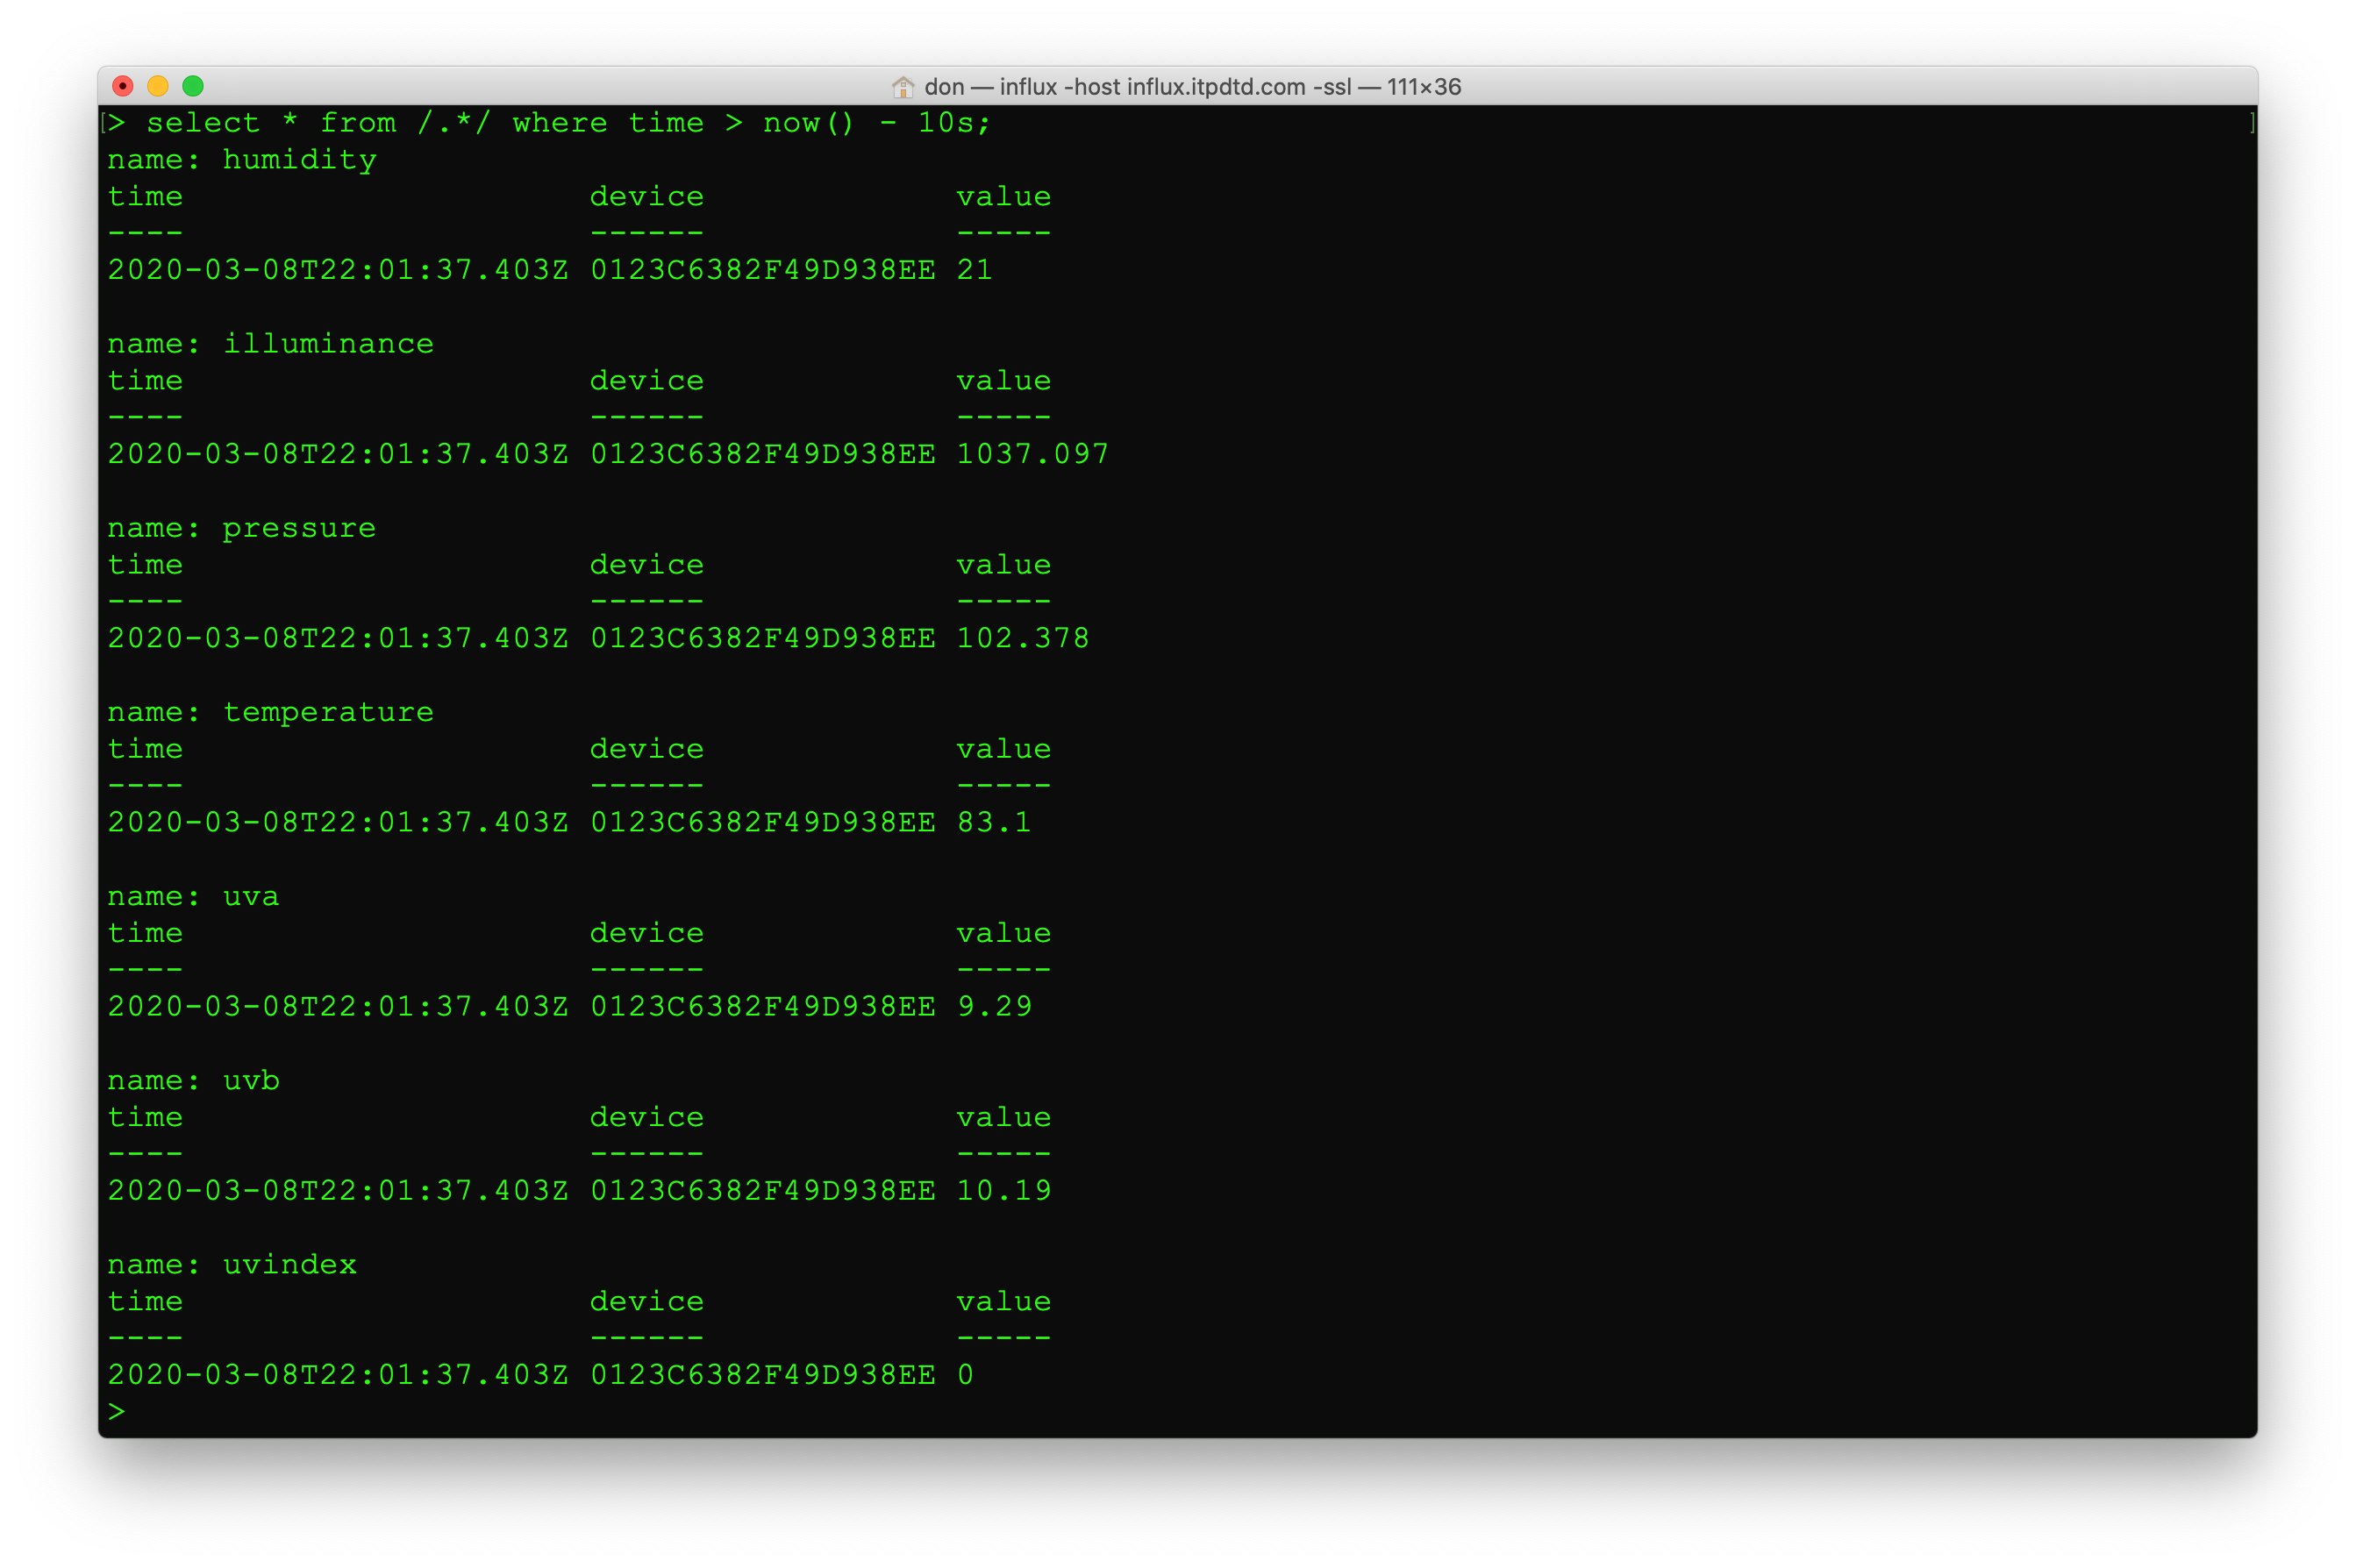 don — influx -host influx.itpdtd.com -ssl — 111×36
[> select * from /.*/ where time > now() - 10s; ]
name: humidity
time                     device             value
----                     ------             -----
2020-03-08T22:01:37.403Z 0123C6382F49D938EE 21

name: illuminance
time                     device             value
----                     ------             -----
2020-03-08T22:01:37.403Z 0123C6382F49D938EE 1037.097

name: pressure
time                     device             value
----                     ------             -----
2020-03-08T22:01:37.403Z 0123C6382F49D938EE 102.378

name: temperature
time                     device             value
----                     ------             -----
2020-03-08T22:01:37.403Z 0123C6382F49D938EE 83.1

name: uva
time                     device             value
----                     ------             -----
2020-03-08T22:01:37.403Z 0123C6382F49D938EE 9.29

name: uvb
time                     device             value
----                     ------             -----
2020-03-08T22:01:37.403Z 0123C6382F49D938EE 10.19

name: uvindex
time                     device             value
----                     ------             -----
2020-03-08T22:01:37.403Z 0123C6382F49D938EE 0
>